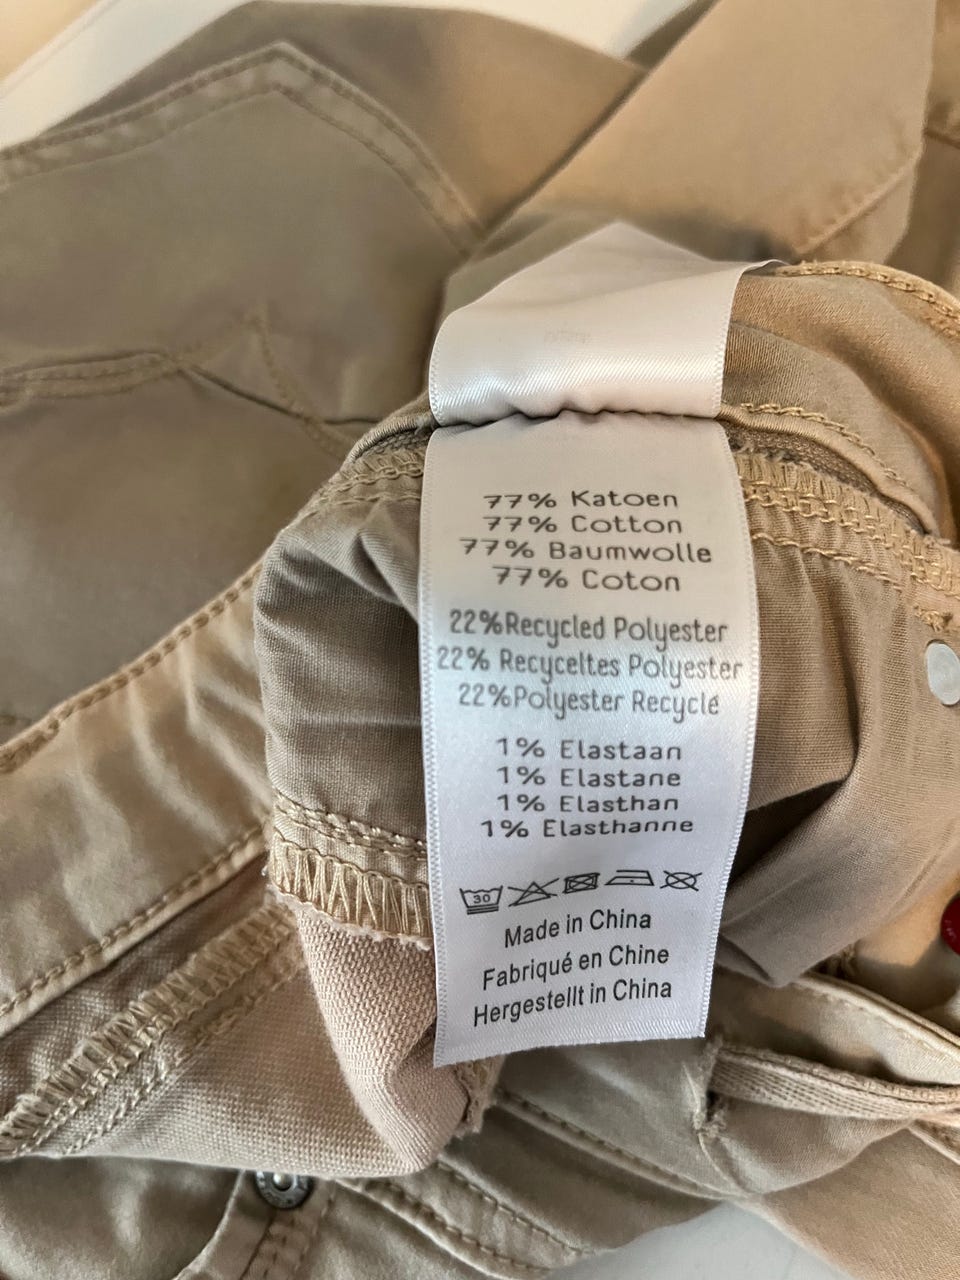 77% Katoen
77% Cotton
77% Baumwolle
77% Coton
22%Recycled Polyester
22% Recyceltes Polyester
22%Polyester Recyclé
1% Elastaan
1% Elastane
1% Elasthan
1% Elasthanne
30
Made in China
Fabriqué en Chine
Hergestellt in China